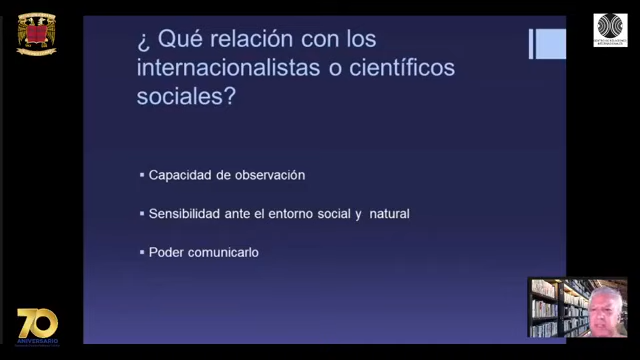 ¿ Qué relación con los
internacionalistas o científicos
sociales?
Capacidad de observación
Sensibilidad ante el entorno social y natural
Poder comunicarlo
70
ANIVERSARIO